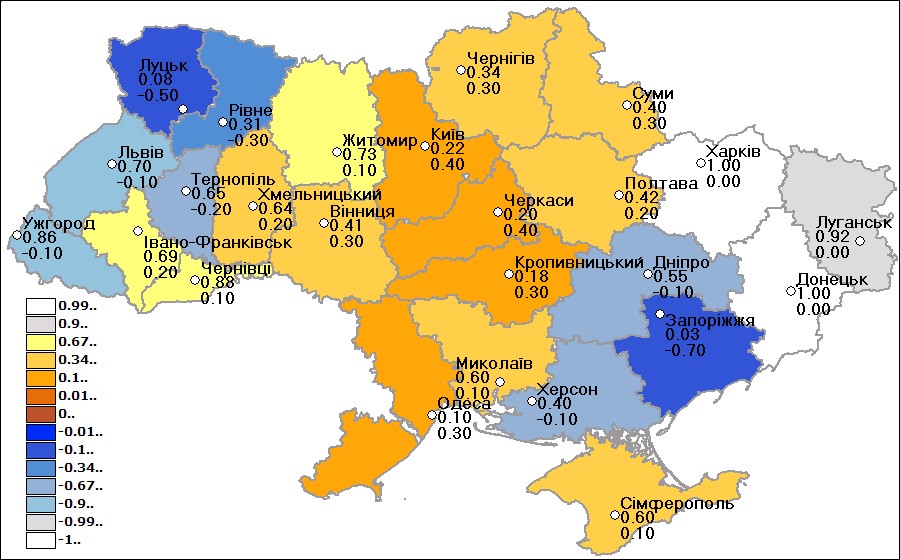 Чернігів
0.34
0.30
Луцьк
0.08
-0.50
Суми
0.40
0.30
Рівне
0.31
-0.30
Київ
0.22
0.40
Житомир
0.73
0.10
Харків
1.00
0.00
Львів
0.70
-0.10
Тернопіль
0.65
-0.20
Полтава
0.42
0.20
Хмельницький
0.64
0.20
Черкаси
0.20
0.40
Вінниця
0.41
0.30
Ужгород
0.86
-0.10
Луганськ
0.92
0.00
Івано-Франківськ
0.69
0.20
Чернівці
0.88
0.10
Кропивницький
0.18
0.30
Дніпро
0.55
-0.10
Донецьк
1.00
0.00
Запоріжжя
0.03
-0.70
Миколаїв
0.60
0.10
Херсон
0.40
-0.10
Одеса
0.10
0.30
Сімферополь
0.60
0.10
0.99..
0.9..
0.67..
0.34..
0.1..
0.01..
0..
-0.01..
-0.1..
-0.34..
-0.67..
-0.9..
-0.99..
-1..